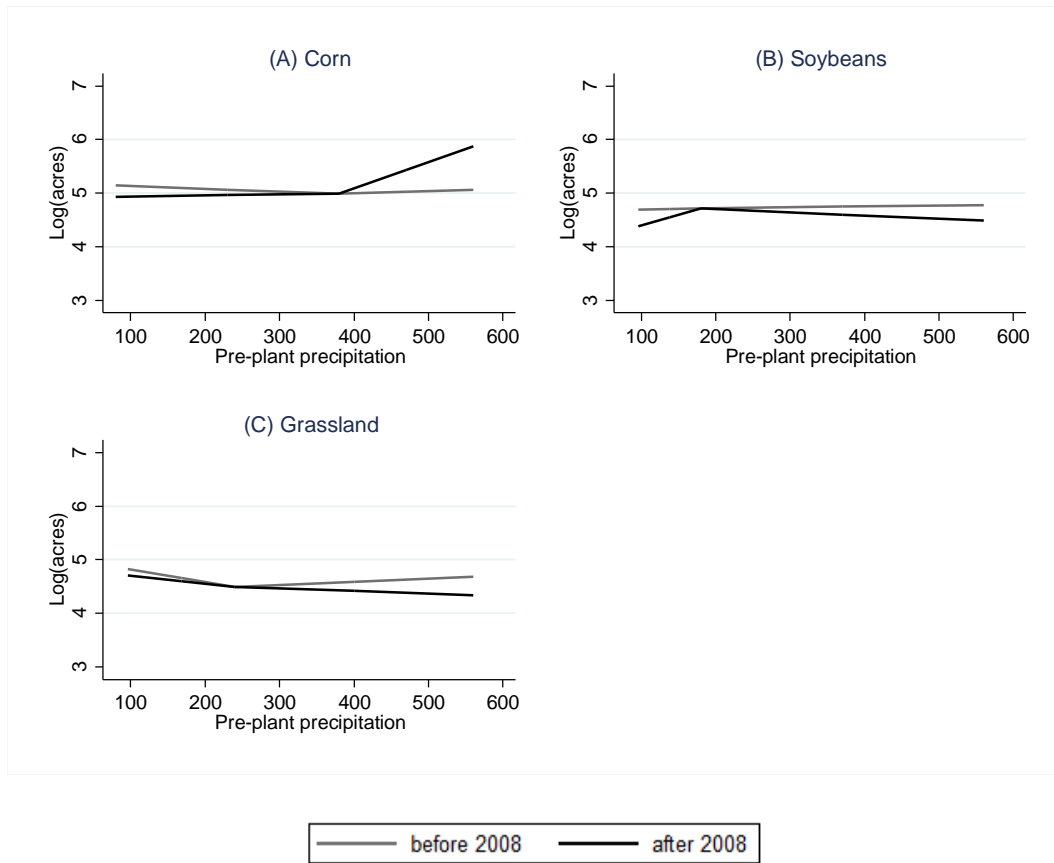 (A) Corn
Log(acres)
7
6
5
4
3
100 200 300 400 500 600
Pre-plant precipitation
(B) Soybeans
Log(acres)
7
6
5
4
3
100 200 300 400 500 600
Pre-plant precipitation
(C) Grassland
Log(acres)
7
6
5
4
3
100 200 300 400 500 600
Pre-plant precipitation
before 2008 after 2008